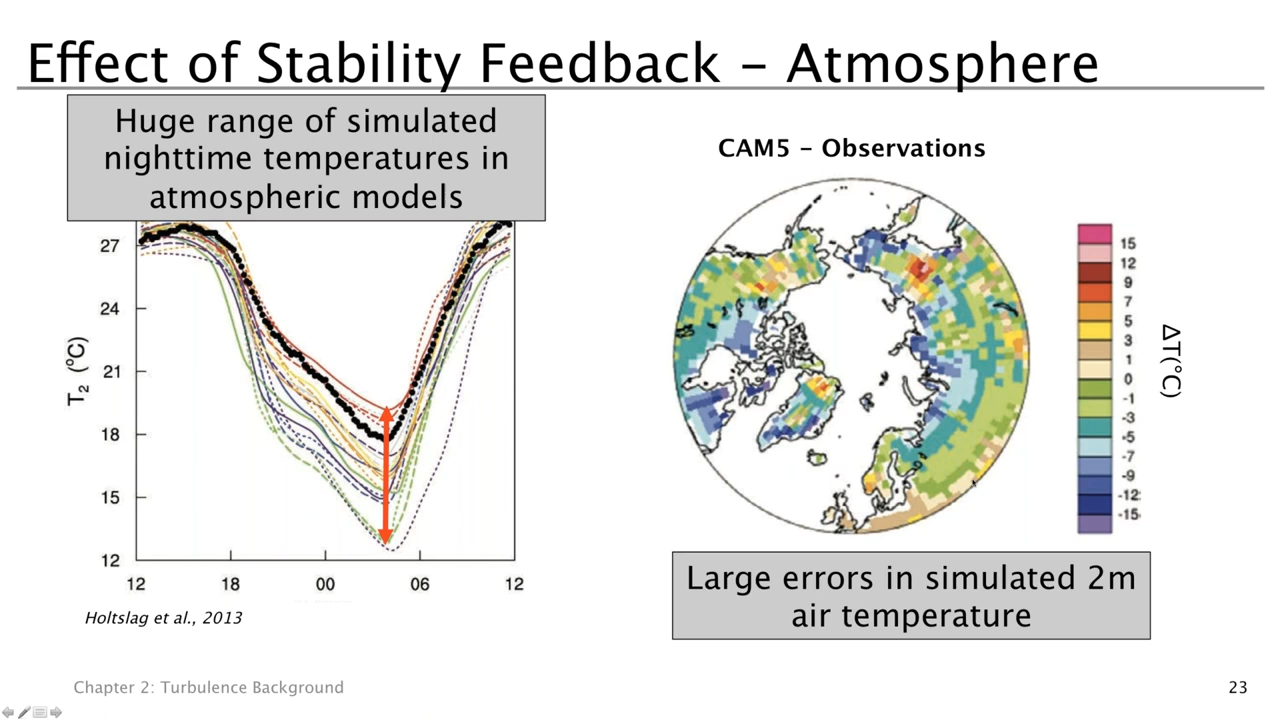 Effect of Stability Feedback – Atmosphere
Huge range of simulated
nighttime temperatures in
atmospheric models
27
24
21
18
15
12
T2 (°C)
12 18 00 06 12
Holtslag et al., 2013
CAM5 – Observations
15
12
9
7
5
3
1
0
-1
-3
-5
-7
-9
-12
-15
ΔT(°C)
Large errors in simulated 2m
air temperature
Chapter 2: Turbulence Background
23